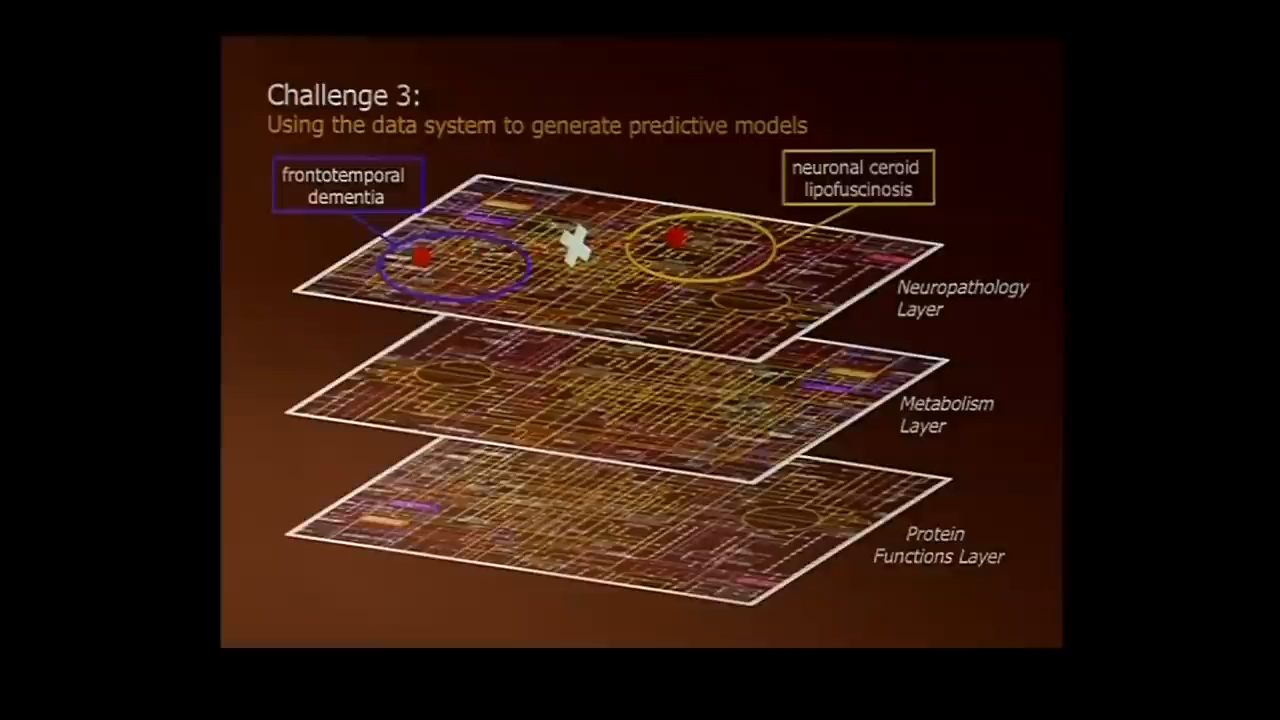 Challenge 3:
Using the data system to generate predictive models
frontotemporal
dementia
neuronal ceroid
lipofuscinosis
Neuropathology
Layer
Metabolism
Layer
Protein
Functions Layer